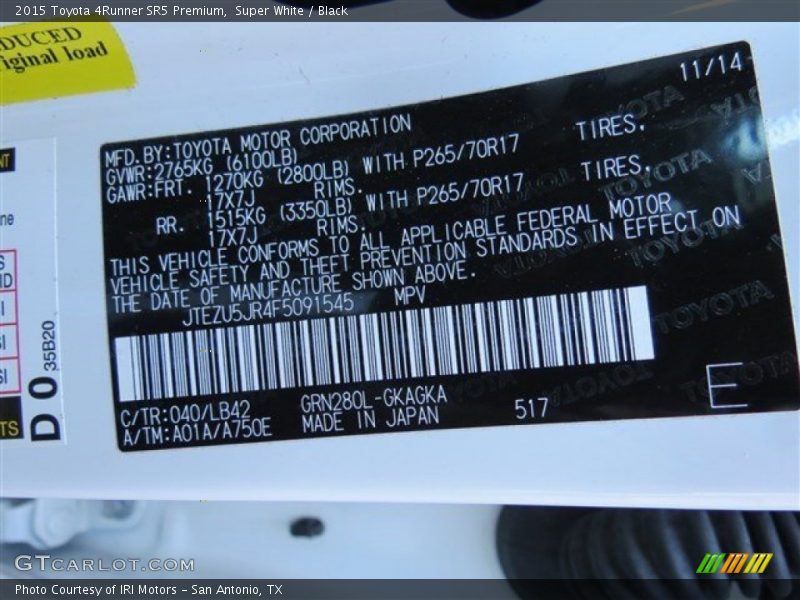 2015 Toyota 4Runner SR5 Premium, Super White / Black
DUCED
iginal load
11/14
MFD. BY: TOYOTA MOTOR CORPORATION
GVWR: 2765KG (6100LB)
GAWR: FRT. 1270KG (2800LB) WITH P265/70R17 TIRES,
17X7J RIMS.
RR. 1515KG (3350LB) WITH P265/70R17 TIRES,
17X7J RIMS.
THIS VEHICLE CONFORMS TO ALL APPLICABLE FEDERAL MOTOR
VEHICLE SAFETY AND THEFT PREVENTION STANDARDS IN EFFECT ON
THE DATE OF MANUFACTURE SHOWN ABOVE.
JTEZU5JR4F5091545 MPV
C/TR: 040/LB42 GRN280L-GKAGKA
A/TM: A01A/A750E MADE IN JAPAN 517 E
D 0 35B20
GTCARLOT.COM
Photo Courtesy of IRI Motors - San Antonio, TX